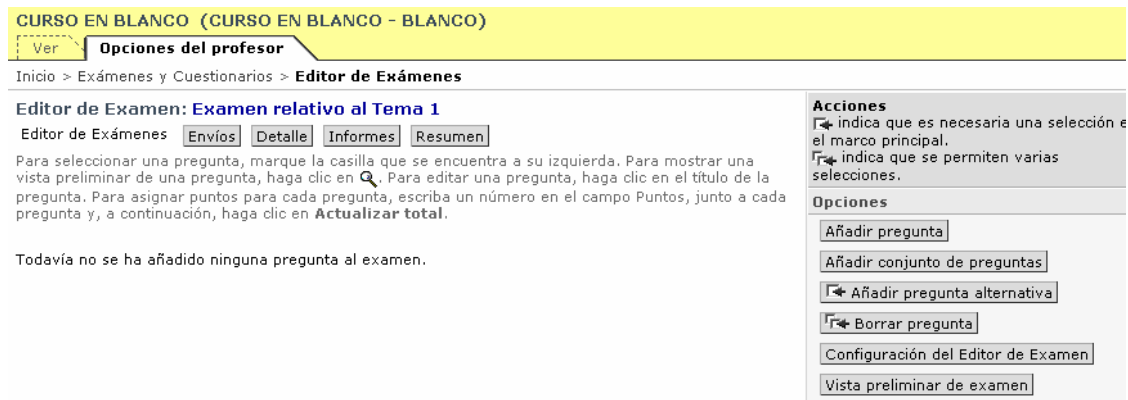 CURSO EN BLANCO (CURSO EN BLANCO - BLANCO)
Ver Opciones del profesor
Inicio > Exámenes y Cuestionarios > Editor de Exámenes
Editor de Examen: Examen relativo al Tema 1
Editor de Exámenes Envíos Detalle Informes Resumen
Para seleccionar una pregunta, marque la casilla que se encuentra a su izquierda. Para mostrar una
vista preliminar de una pregunta, haga clic en . Para editar una pregunta, haga clic en el título de la
pregunta. Para asignar puntos para cada pregunta, escriba un número en el campo Puntos, junto a cada
pregunta y, a continuación, haga clic en Actualizar total.
Todavía no se ha añadido ninguna pregunta al examen.
Acciones
indica que es necesaria una selección e
el marco principal.
indica que se permiten varias
selecciones.
Opciones
Añadir pregunta
Añadir conjunto de preguntas
Añadir pregunta alternativa
Borrar pregunta
Configuración del Editor de Examen
Vista preliminar de examen